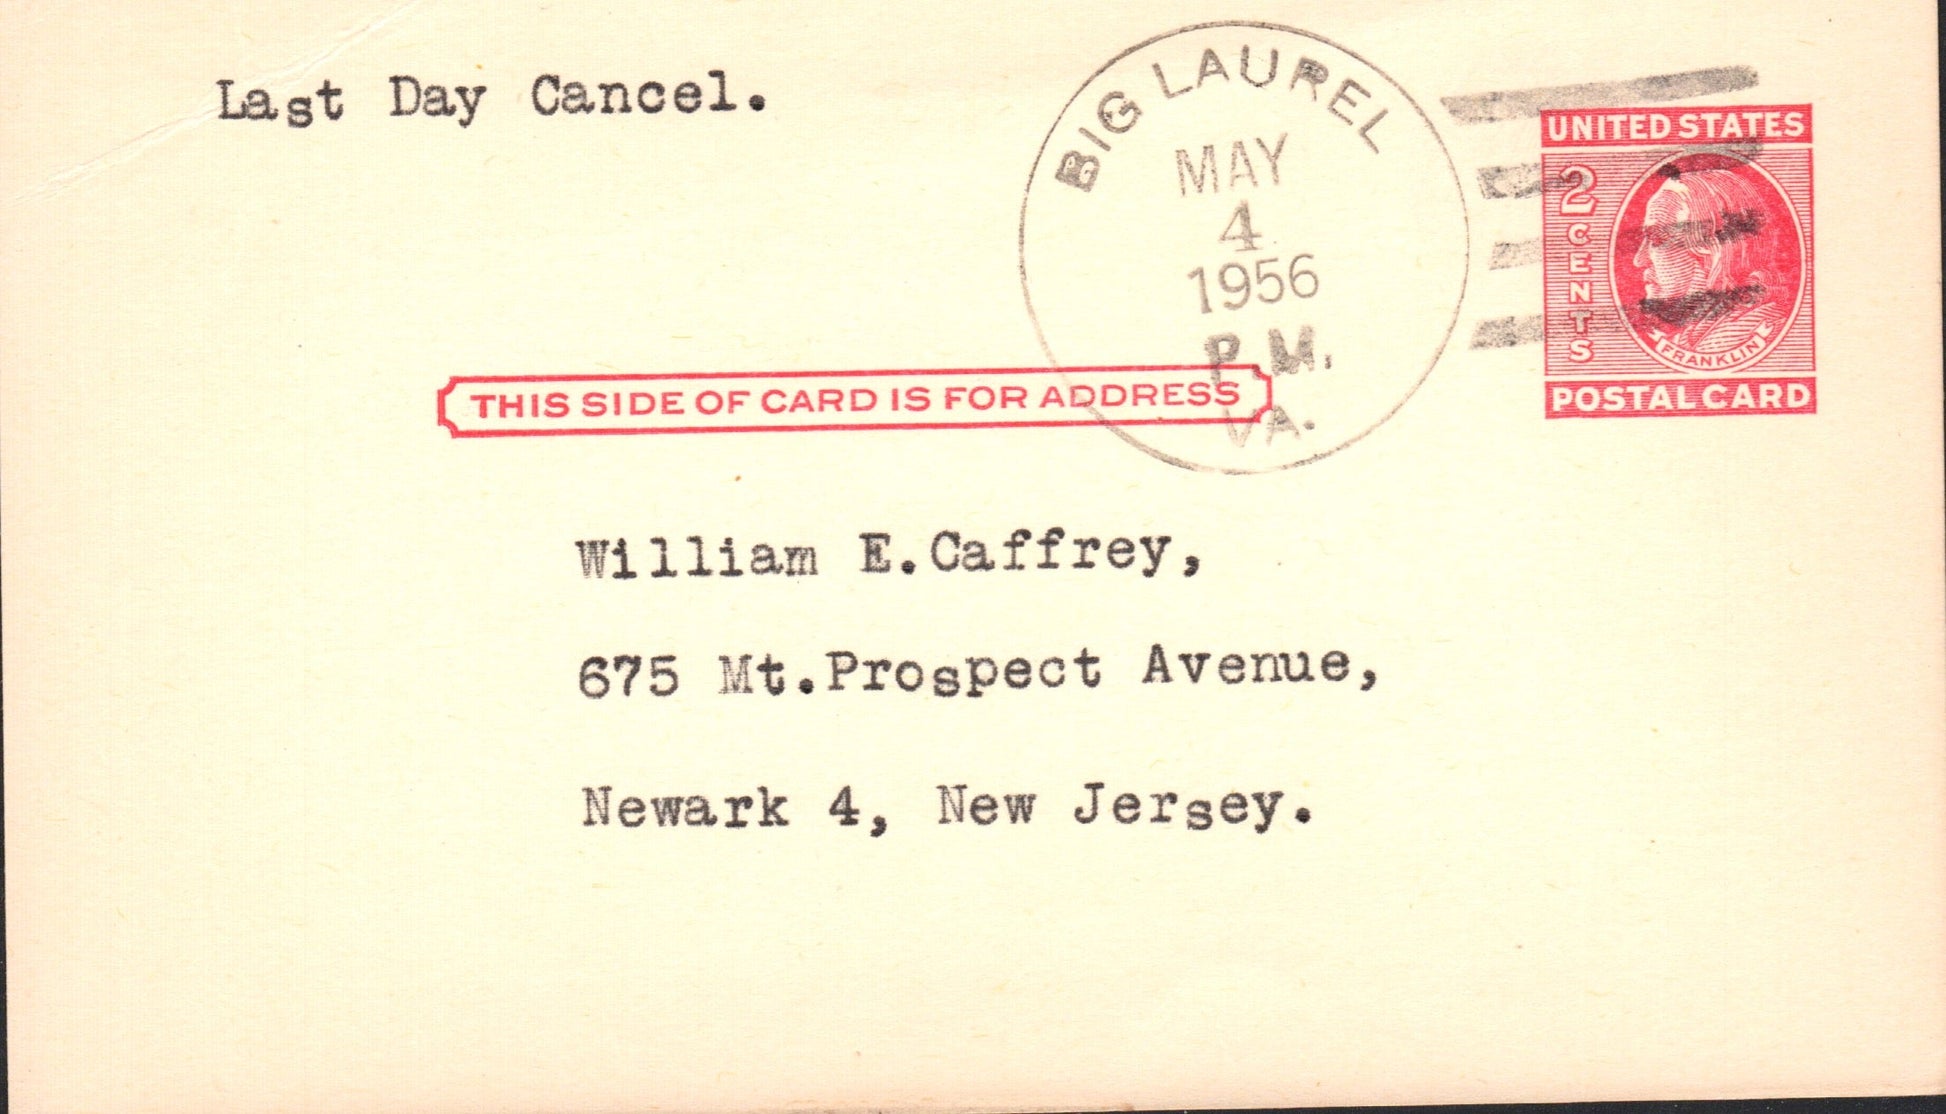 Last Day Cancel.
BIG LAUREL
MAY
4
1956
P.M.
VA.
UNITED STATES
2 CENTS
FRANKLIN
POSTAL CARD
THIS SIDE OF CARD IS FOR ADDRESS
William E.Caffrey,
675 Mt.Prospect Avenue,
Newark 4, New Jersey.